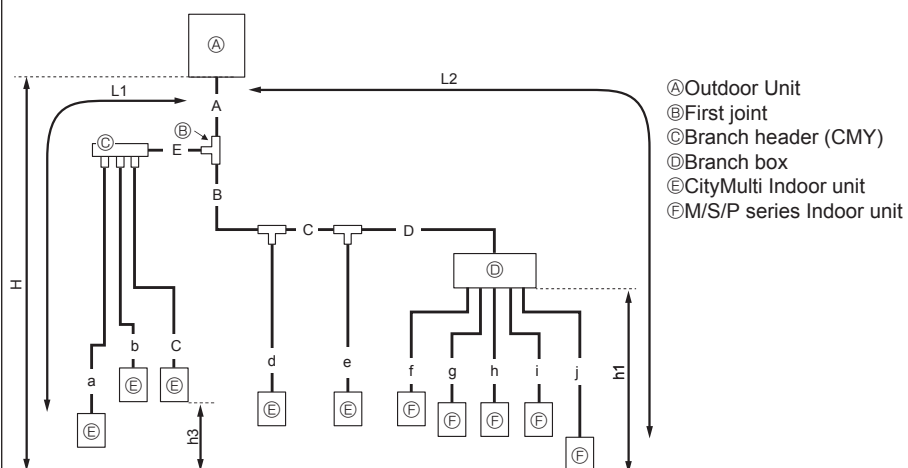 Ⓐ
L1
L2
A
Ⓑ
Ⓒ
E
B
H
C
D
Ⓓ
h1
a
b
C
d
e
f
g
h
i
j
Ⓔ
Ⓔ
Ⓔ
Ⓔ
Ⓔ
Ⓕ
Ⓕ
Ⓕ
Ⓕ
Ⓕ
h3
ⒶOutdoor Unit
ⒷFirst joint
ⒸBranch header (CMY)
ⒹBranch box
ⒺCityMulti Indoor unit
ⒻM/S/P series Indoor unit